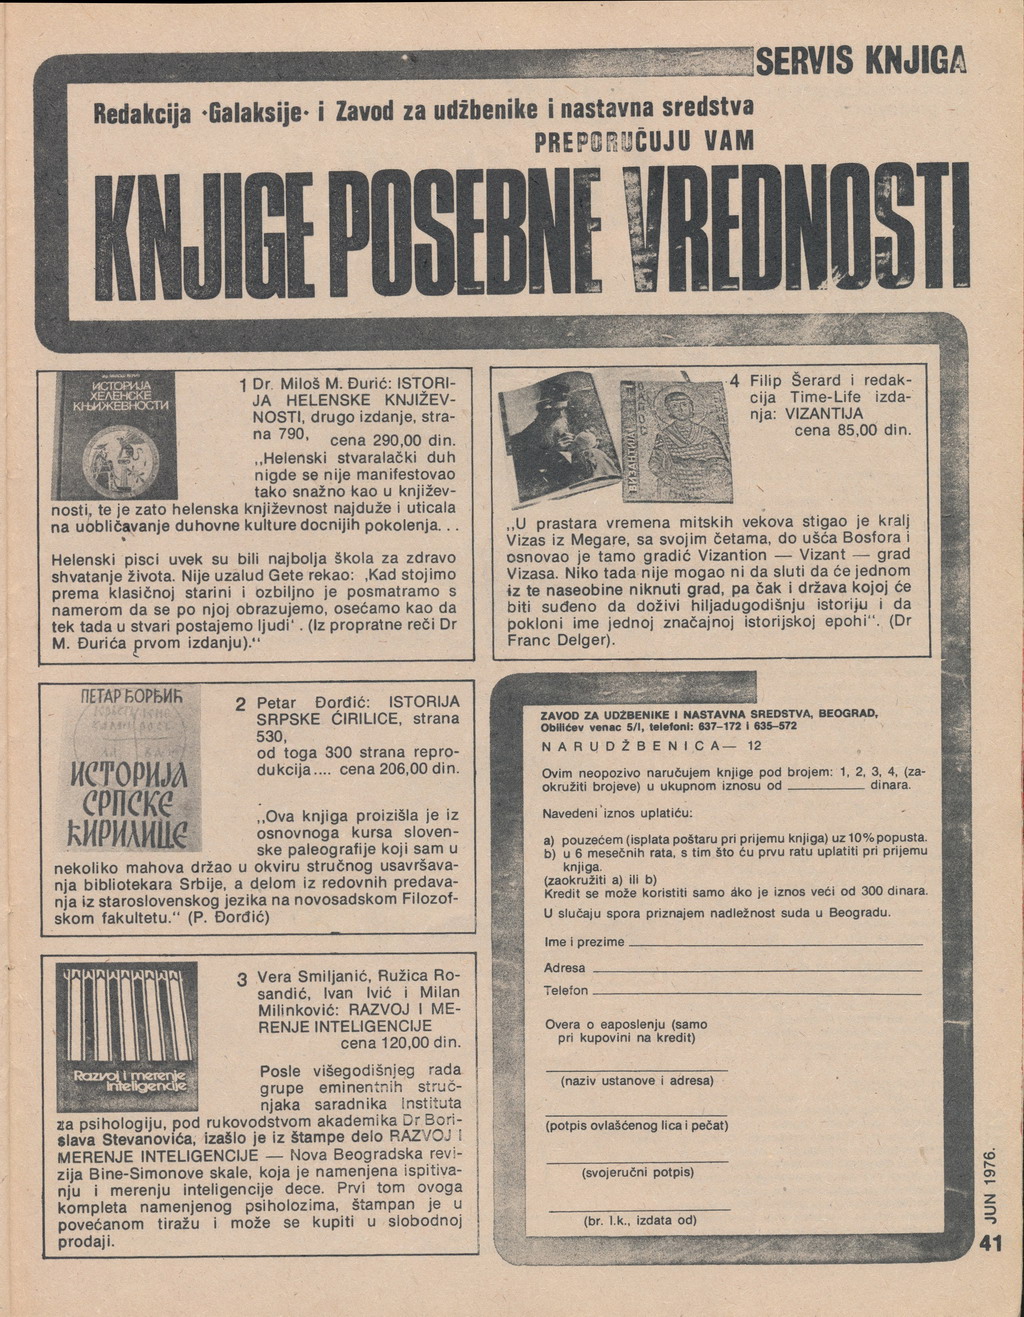 SERVIS KNJIGA
Redakcija •Galaksije• i Zavod za udžbenike i nastavna sredstva
PREPORUČUJU VAM
KNJIGE POSEBNE VREDNOSTI
ИСТОРИЈА
ХЕЛЕНСКЕ
КЊИЖЕВНОСТИ
1 Dr. Miloš M. Đurić: ISTORI-
JA HELENSKE KNJIŽEV-
NOSTI, drugo izdanje, stra-
na 790, cena 290,00 din.
„Helenski stvaralački duh
nigde se nije manifestovao
tako snažno kao u književ-
nosti, te je zato helenska književnost najduže i uticala
na uobličavanje duhovne kulture docnijih pokolenja. . .
Helenski pisci uvek su bili najbolja škola za zdravo
shvatanje života. Nije uzalud Gete rekao: ‚Kad stojimo
prema klasičnoj starini i ozbiljno je posmatramo s
namerom da se po njoj obrazujemo, osećamo kao da
tek tada u stvari postajemo ljudi‘. (Iz propratne reči Dr
M. Đurića prvom izdanju).“
ПЕТАР ЂОРЂИЋ
ИСТОРИЈА
СРПСКЕ
ЋИРИЛИЦЕ
2 Petar Đorđić: ISTORIJA
SRPSKE ĆIRILICE, strana
530,
od toga 300 strana repro-
dukcija.... cena 206,00 din.
„Ova knjiga proizišla je iz
osnovnoga kursa sloven-
ske paleografije koji sam u
nekoliko mahova držao u okviru stručnog usavršava-
nja bibliotekara Srbije, a delom iz redovnih predava-
nja iz staroslovenskog jezika na novosadskom Filozof-
skom fakultetu.“ (P. Đorđić)
Razvoj i merenje
inteligencije
3 Vera Smiljanić, Ružica Ro-
sandić, Ivan Ivić i Milan
Milinković: RAZVOJ I ME-
RENJE INTELIGENCIJE
cena 120,00 din.
Posle višegodišnjeg rada
grupe eminentnih struč-
njaka saradnika Instituta
za psihologiju, pod rukovodstvom akademika Dr Bori-
slava Stevanovića, izašlo je iz štampe delo RAZVOJ I
MERENJE INTELIGENCIJE — Nova Beogradska revi-
zija Bine-Simonove skale, koja je namenjena ispitiva-
nju i merenju inteligencije dece. Prvi tom ovoga
kompleta namenjenog psiholozima, štampan je u
povećanom tiražu i može se kupiti u slobodnoj
prodaji.
ВИЗАНТИЈА
4 Filip Šerard i redak-
cija Time-Life izda-
nja: VIZANTIJA
cena 85,00 din.
„U prastara vremena mitskih vekova stigao je kralj
Vizas iz Megare, sa svojim četama, do ušća Bosfora i
osnovao je tamo gradić Vizantion — Vizant — grad
Vizasa. Niko tada nije mogao ni da sluti da će jednom
iz te naseobine niknuti grad, pa čak i država kojoj će
biti suđeno da doživi hiljadugodišnju istoriju i da
pokloni ime jednoj značajnoj istorijskoj epohi“. (Dr
Franc Delger).
ZAVOD ZA UDŽBENIKE I NASTAVNA SREDSTVA, BEOGRAD,
Obilićev venac 5/I, telefoni: 637–172 i 635–572
NARUDŽBENICA— 12
Ovim neopozivo naručujem knjige pod brojem: 1, 2, 3, 4, (za-
okružiti brojeve) u ukupnom iznosu od ________ dinara.
Navedeni iznos uplatiću:
a) pouzećem (isplata poštaru pri prijemu knjiga) uz 10% popusta.
b) u 6 mesečnih rata, s tim što ću prvu ratu uplatiti pri prijemu
knjiga.
(zaokružiti a) ili b)
Kredit se može koristiti samo ako je iznos veći od 300 dinara.
U slučaju spora priznajem nadležnost suda u Beogradu.
Ime i prezime
Adresa
Telefon
Overa o eaposlenju (samo
pri kupovini na kredit)
(naziv ustanove i adresa)
(potpis ovlašćenog lica i pečat)
(svojeručni potpis)
(br. l.k., izdata od)
JUN 1976.
41